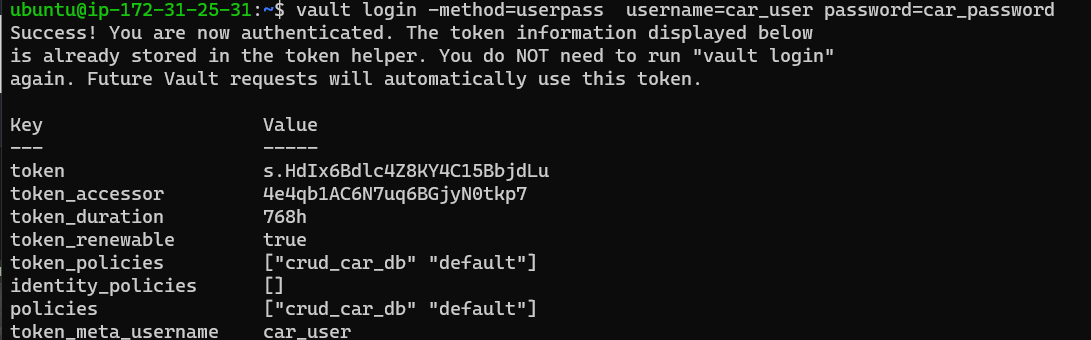 ubuntu@ip-172-31-25-31:~$ vault login -method=userpass  username=car_user password=car_password
Success! You are now authenticated. The token information displayed below
is already stored in the token helper. You do NOT need to run "vault login"
again. Future Vault requests will automatically use this token.

Key                    Value
---                    -----
token                  s.HdIx6Bdlc4Z8KY4C15BbjdLu
token_accessor         4e4qb1AC6N7uq6BGjyN0tkp7
token_duration         768h
token_renewable        true
token_policies         ["crud_car_db" "default"]
identity_policies      []
policies               ["crud_car_db" "default"]
token_meta_username    car_user